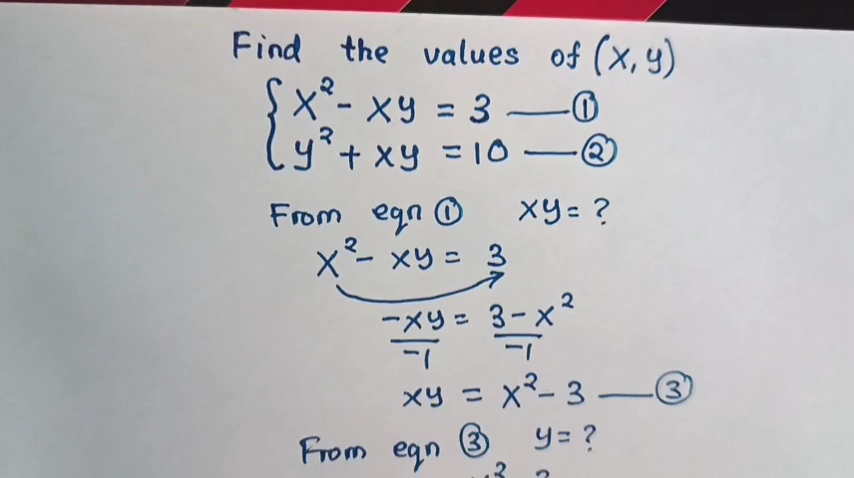 Find the values of (x, y)
{ x² - xy = 3 —— ①
y² + xy = 10 —— ②
From eqn ① xy = ?
x² - xy = 3
-xy = 3 - x²
-1 -1
xy = x² - 3 —— ③
From eqn ③ y = ?